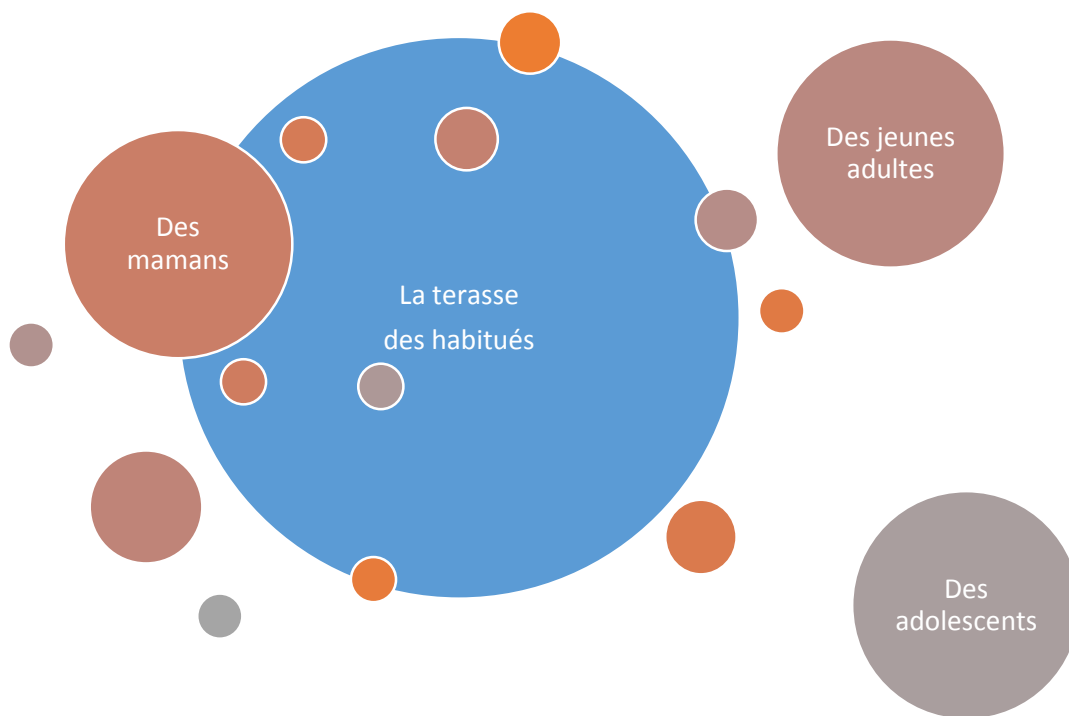 Des jeunes
adultes
Des
mamans
La terasse
des habitués
Des
adolescents